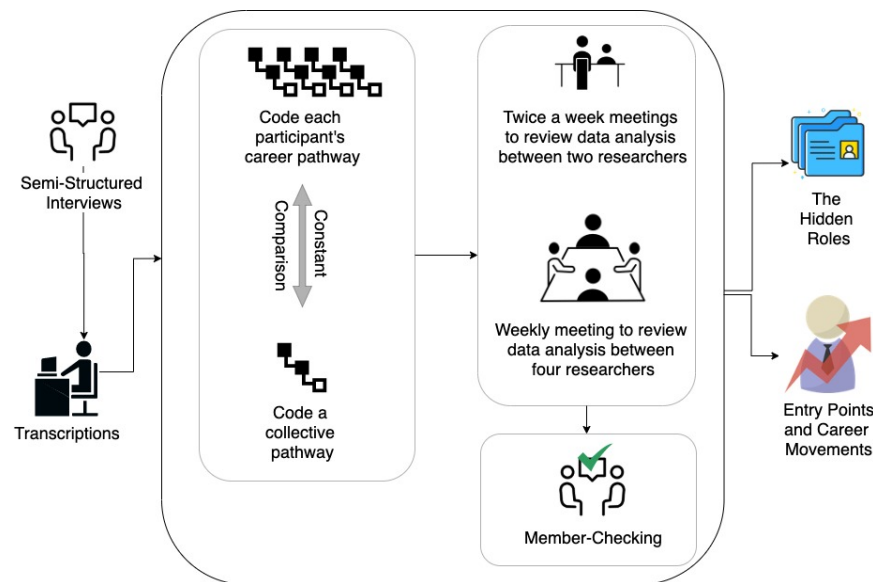 Semi-Structured
Interviews
Transcriptions
Code each
participant's
career pathway
Constant
Comparison
Code a
collective
pathway
Twice a week meetings
to review data analysis
between two researchers
Weekly meeting to review
data analysis between
four researchers
Member-Checking
The
Hidden
Roles
Entry Points
and Career
Movements